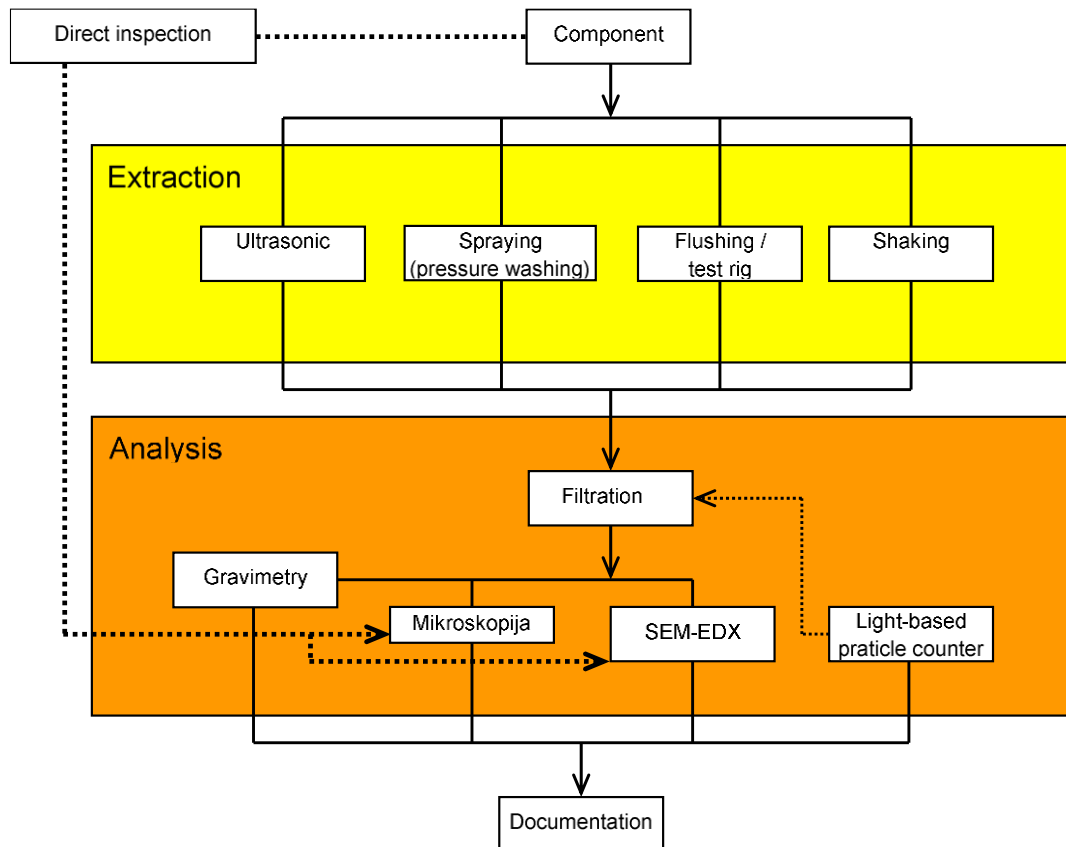 Direct inspection
Component
Extraction
Ultrasonic
Spraying
(pressure washing)
Flushing /
test rig
Shaking
Analysis
Filtration
Gravimetry
Mikroskopija
SEM-EDX
Light-based
praticle counter
Documentation